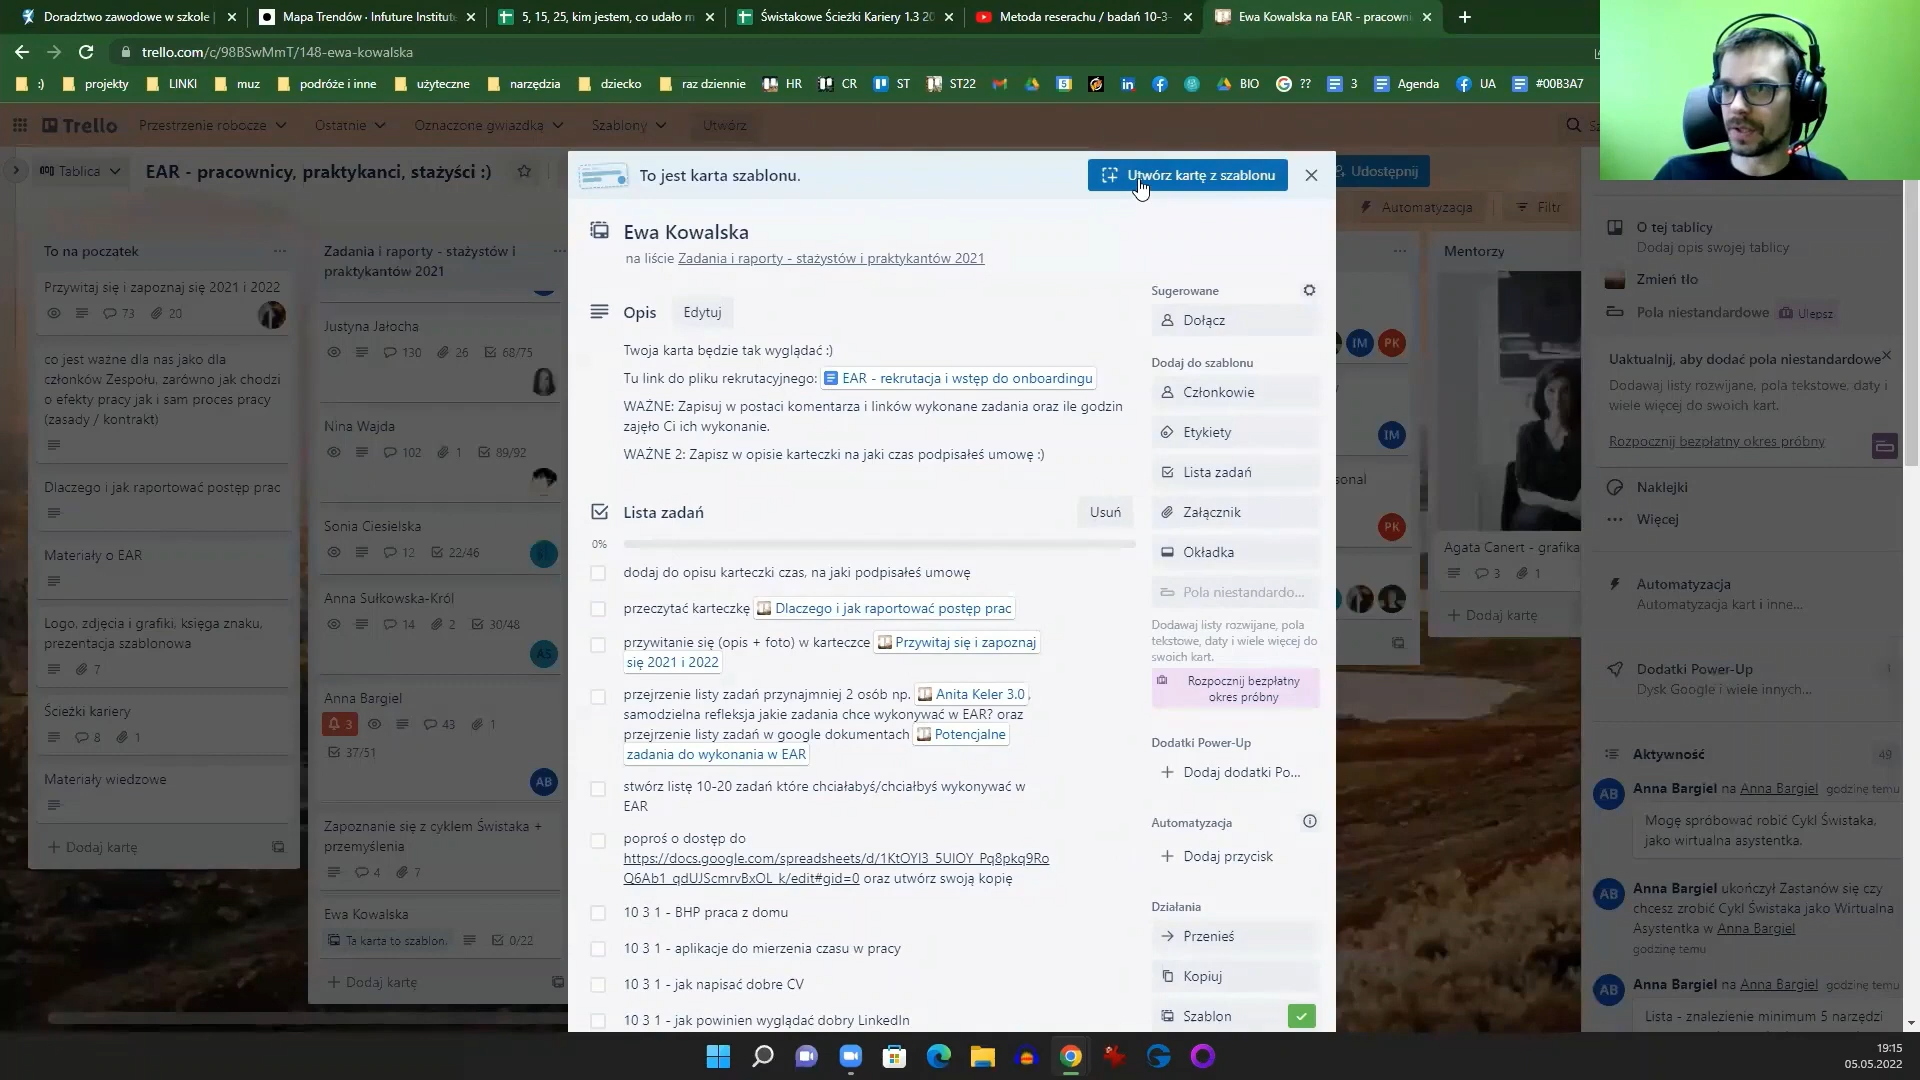 Doradztwo zawodowe w szkole |
Mapa Trendów · Infuture Institute
5, 15, 25, kim jestem, co udało m
Świstakowe Ścieżki Kariery 1.3 20
Metoda reserachu / badań 10-3-
Ewa Kowalska na EAR - pracowni
trello.com/c/98BSwMmT/148-ewa-kowalska
:)
projekty
LINKI
muz
podróże i inne
użyteczne
narzędzia
dziecko
raz dziennie
HR
CR
ST
ST22
BIO
??
3
Agenda
UA
#00B3A7
Trello
Przestrzenie robocze
Ostatnie
Oznaczone gwiazdką
Szablony
Utwórz
Tablica
EAR - pracownicy, praktykanci, stażyści :)
Udostępnij
Automatyzacja
Filtr
To na początek
Przywitaj się i zapoznaj się 2021 i 2022
73
20
co jest ważne dla nas jako dla
członków Zespołu, zarówno jak chodzi
o efekty pracy jak i sam proces pracy
(zasady / kontrakt)
Dlaczego i jak raportować postęp prac
Materiały o EAR
Logo, zdjęcia i grafiki, księga znaku,
prezentacja szablonowa
7
Ścieżki kariery
8
1
Materiały wiedzowe
+ Dodaj kartę
Zadania i raporty - stażystów i
praktykantów 2021
Justyna Jałocha
130
26
68/75
Nina Wajda
102
1
89/92
Sonia Ciesielska
12
22/46
Anna Sułkowska-Król
14
2
30/48
AS
Anna Bargiel
3
43
1
37/51
AB
Zapoznanie się z cyklem Świstaka +
przemyślenia
4
7
Ewa Kowalska
Ta karta to szablon.
0/22
+ Dodaj kartę
To jest karta szablonu.
Utwórz kartę z szablonu
Ewa Kowalska
na liście Zadania i raporty - stażystów i praktykantów 2021
Opis
Edytuj
Twoja karta będzie tak wyglądać :)
Tu link do pliku rekrutacyjnego: EAR - rekrutacja i wstęp do onboardingu
WAŻNE: Zapisuj w postaci komentarza i linków wykonane zadania oraz ile godzin
zajęło Ci ich wykonanie.
WAŻNE 2: Zapisz w opisie karteczki na jaki czas podpisałeś umowę :)
Lista zadań
Usuń
0%
dodaj do opisu karteczki czas, na jaki podpisałeś umowę
przeczytać karteczkę Dlaczego i jak raportować postęp prac
przywitanie się (opis + foto) w karteczce Przywitaj się i zapoznaj
się 2021 i 2022
przejrzenie listy zadań przynajmniej 2 osób np. Anita Keler 3.0,
samodzielna refleksja jakie zadania chce wykonywać w EAR? oraz
przejrzenie listy zadań w google dokumentach Potencjalne
zadania do wykonania w EAR
stwórz listę 10-20 zadań które chciałabyś/chciałbyś wykonywać w
EAR
poproś o dostęp do
https://docs.google.com/spreadsheets/d/1KtOYI3_5UIOY_Pq8pkq9Ro
Q6Ab1_qdUJScmrvBxOL_k/edit#gid=0 oraz utwórz swoją kopię
10 3 1 - BHP praca z domu
10 3 1 - aplikacje do mierzenia czasu w pracy
10 3 1 - jak napisać dobre CV
10 3 1 - jak powinien wyglądać dobry LinkedIn
Sugerowane
Dołącz
Dodaj do szablonu
Członkowie
Etykiety
Lista zadań
Załącznik
Okładka
Pola niestandardo...
Dodawaj listy rozwijane, pola
tekstowe, daty i wiele więcej do
swoich kart.
Rozpocznij bezpłatny
okres próbny
Dodatki Power-Up
+ Dodaj dodatki Po...
Automatyzacja
+ Dodaj przycisk
Działania
Przenieś
Kopiuj
Szablon
IM
PK
IM
PK
Mentorzy
Agata Canert - grafika
3
1
+ Dodaj kartę
O tej tablicy
Dodaj opis swojej tablicy
Zmień tło
Pola niestandardowe
Ulepsz
Uaktualnij, aby dodać pola niestandardowe
Dodawaj listy rozwijane, pola tekstowe, daty i
wiele więcej do swoich kart.
Rozpocznij bezpłatny okres próbny
Naklejki
Więcej
Automatyzacja
Automatyzacja kart i inne...
Dodatki Power-Up
Dysk Google i wiele innych...
Aktywność
49
AB
Anna Bargiel na Anna Bargiel godzinę temu
Mogę spróbować robić Cykl Świstaka,
jako wirtualna asystentka.
AB
Anna Bargiel ukończył Zastanów się czy
chcesz zrobić Cykl Świstaka jako Wirtualna
Asystentka w Anna Bargiel
godzinę temu
AB
Anna Bargiel na Anna Bargiel godzinę temu
Lista - znalezienie minimum 5 narzędzi
19:15
05.05.2022